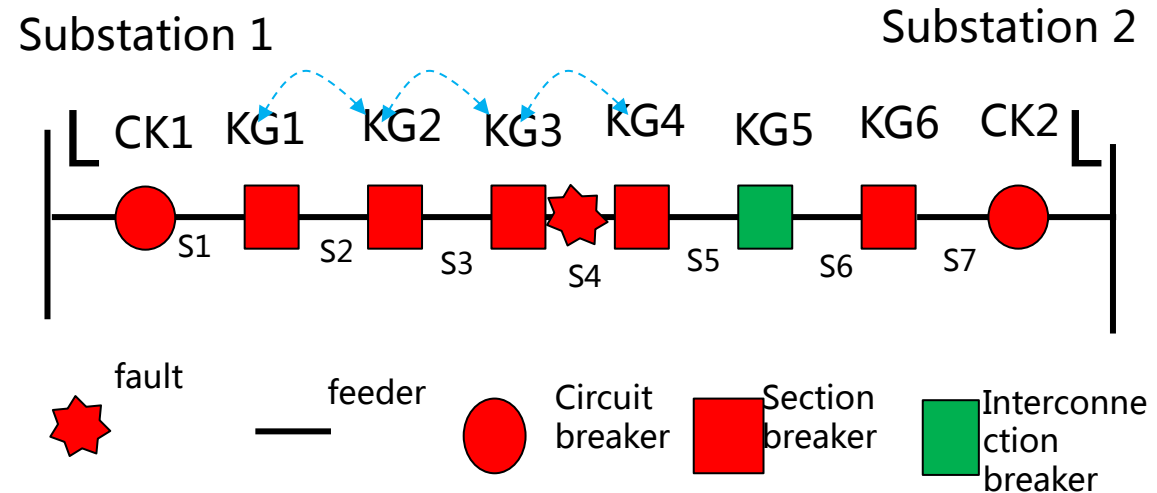 Substation 1
Substation 2
CK1
KG1
KG2
KG3
KG4
KG5
KG6
CK2
S1
S2
S3
S4
S5
S6
S7
fault
feeder
Circuit
breaker
Section
breaker
Interconne
ction
breaker